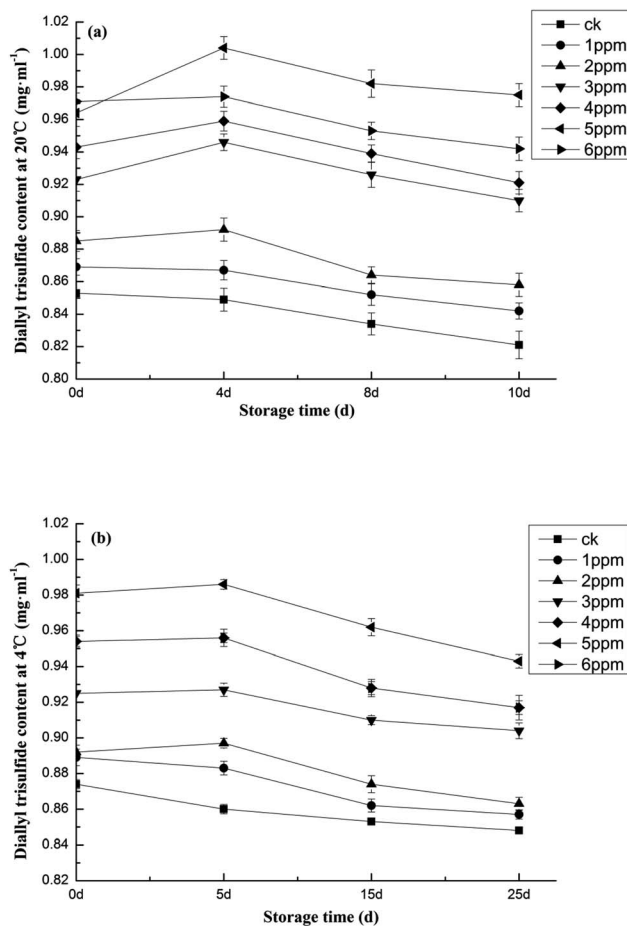 (a)
Diallyl trisulfide content at 20℃ (mg·ml⁻¹)
1.02
1.00
0.98
0.96
0.94
0.92
0.90
0.88
0.86
0.84
0.82
0.80
0d
4d
8d
10d
Storage time (d)
ck
1ppm
2ppm
3ppm
4ppm
5ppm
6ppm
(b)
Diallyl trisulfide content at 4℃ (mg·ml⁻¹)
1.02
1.00
0.98
0.96
0.94
0.92
0.90
0.88
0.86
0.84
0.82
0d
5d
15d
25d
Storage time (d)
ck
1ppm
2ppm
3ppm
4ppm
5ppm
6ppm